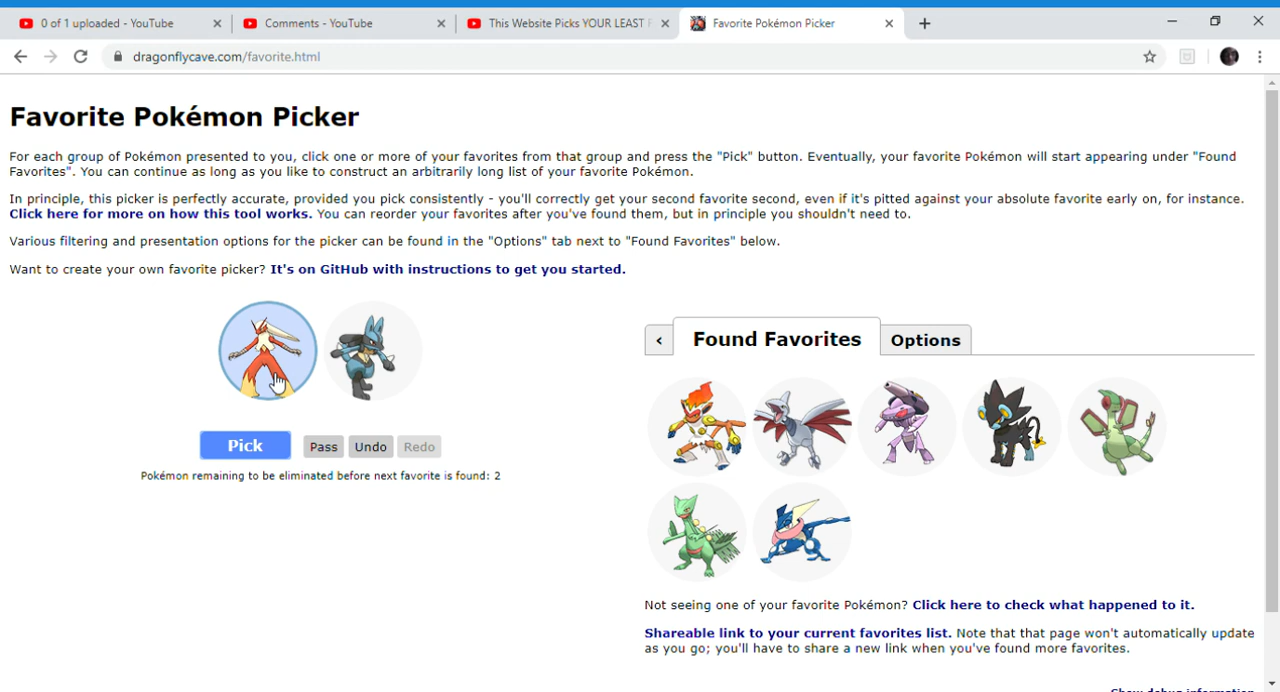 0 of 1 uploaded - YouTube
Comments - YouTube
This Website Picks YOUR LEAST F
Favorite Pokémon Picker
dragonflycave.com/favorite.html
Favorite Pokémon Picker
For each group of Pokémon presented to you, click one or more of your favorites from that group and press the "Pick" button. Eventually, your favorite Pokémon will start appearing under "Found
Favorites". You can continue as long as you like to construct an arbitrarily long list of your favorite Pokémon.
In principle, this picker is perfectly accurate, provided you pick consistently - you'll correctly get your second favorite second, even if it's pitted against your absolute favorite early on, for instance.
Click here for more on how this tool works. You can reorder your favorites after you've found them, but in principle you shouldn't need to.
Various filtering and presentation options for the picker can be found in the "Options" tab next to "Found Favorites" below.
Want to create your own favorite picker? It's on GitHub with instructions to get you started.
Found Favorites
Options
Pick
Pass
Undo
Redo
Pokémon remaining to be eliminated before next favorite is found: 2
Not seeing one of your favorite Pokémon? Click here to check what happened to it.
Shareable link to your current favorites list. Note that that page won't automatically update
as you go; you'll have to share a new link when you've found more favorites.
Show debug information